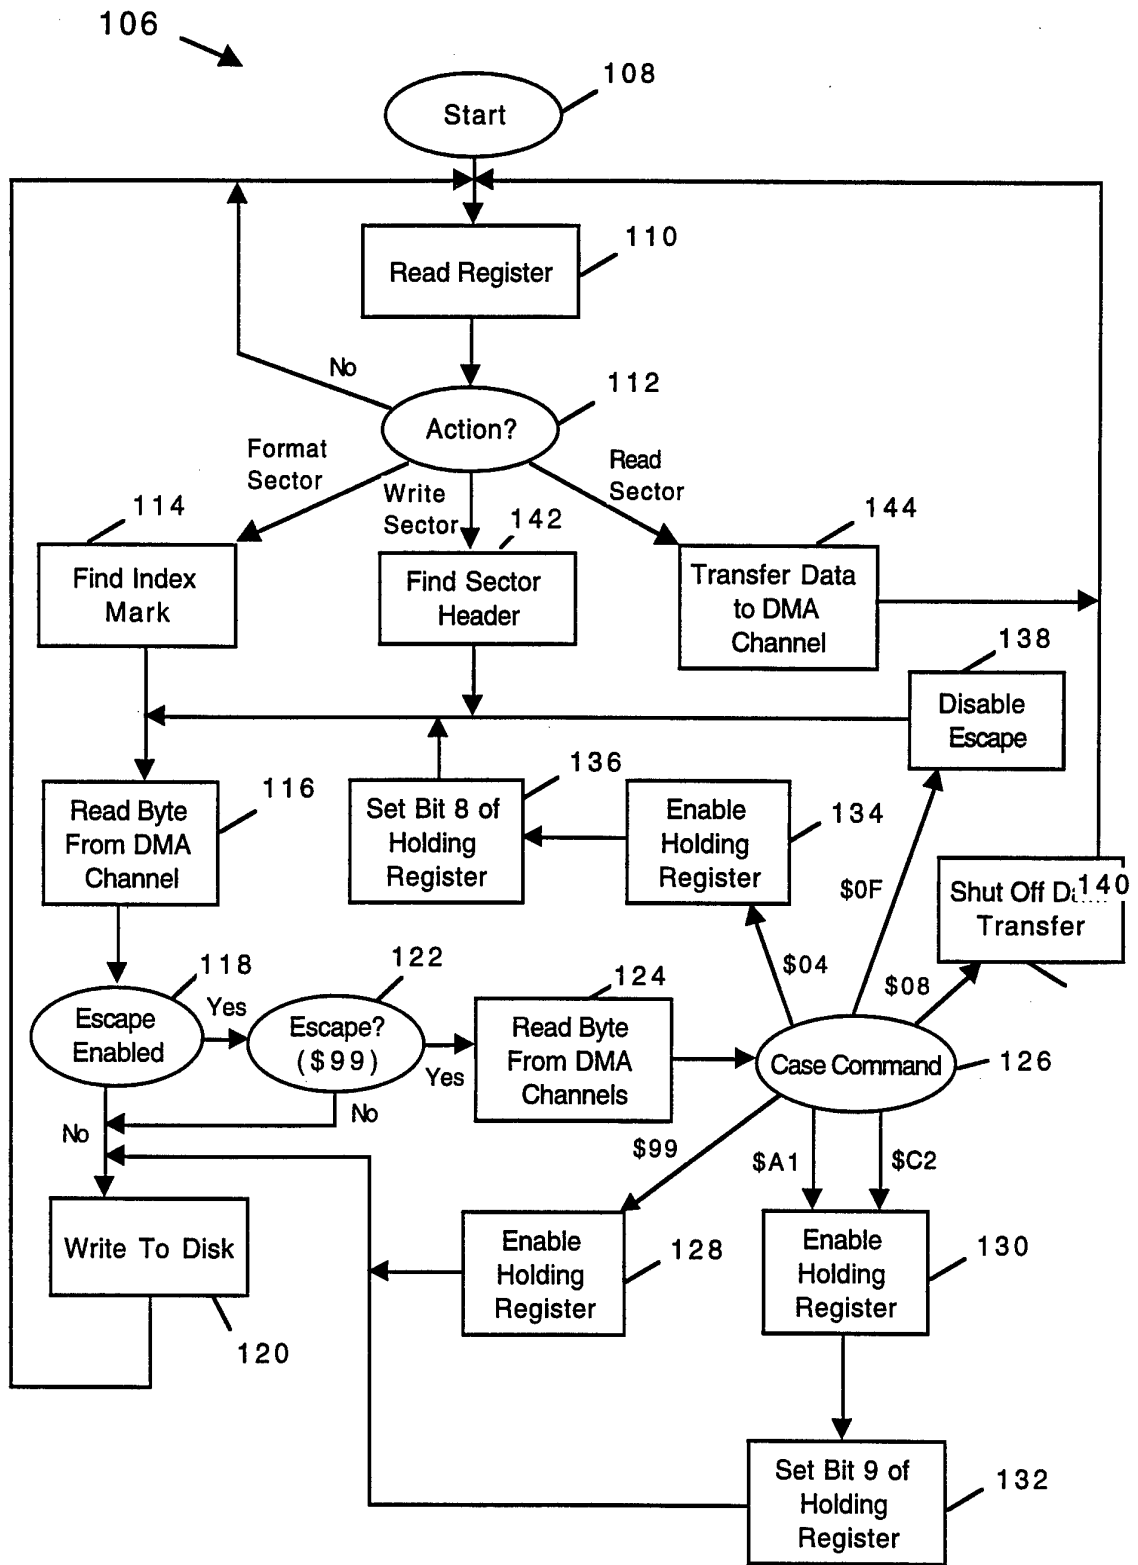 106
108
Start
110
Read Register
No
112
Action?
Format
Sector
Write
Sector
Read
Sector
114
142
144
Find Index
Mark
Find Sector
Header
Transfer Data
to DMA
Channel
138
Disable
Escape
116
Read Byte
From DMA
Channel
136
Set Bit 8 of
Holding
Register
134
Enable
Holding
Register
$0F
140
Shut Off
Transfer
$04
$08
118
Escape
Enabled
Yes
122
Escape?
($99)
Yes
124
Read Byte
From DMA
Channels
Case Command
126
No
No
$99
$A1
$C2
Write To Disk
120
Enable
Holding
Register
128
Enable
Holding
Register
130
Set Bit 9 of
Holding
Register
132